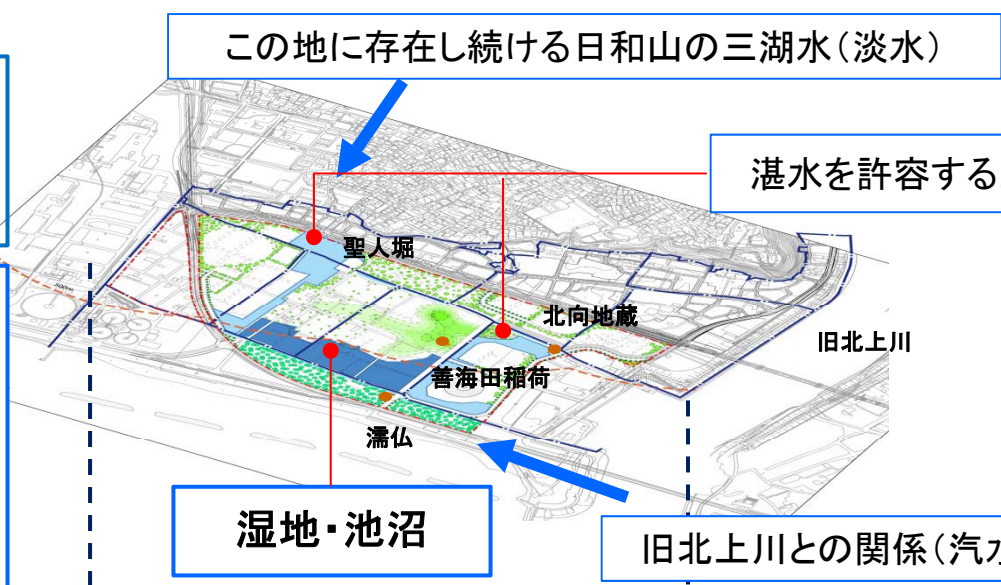 この地に存在し続ける日和山の三湖水（淡水）
湛水を許容する
聖人堀
北向地蔵
旧北上川
善海田稲荷
濡仏
湿地・池沼
旧北上川との関係（汽水